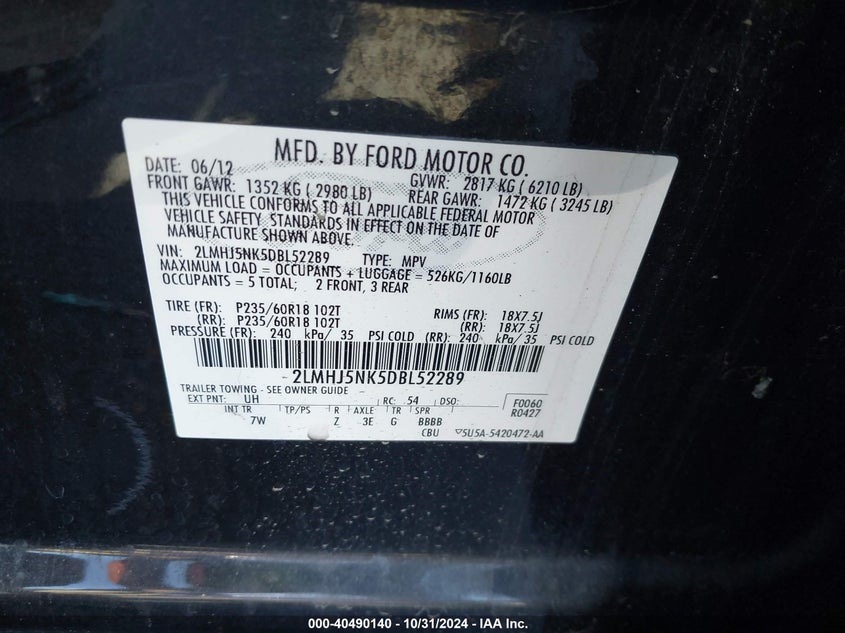 MFD. BY FORD MOTOR CO.
DATE: 06/12 GVWR: 2817 KG ( 6210 LB)
FRONT GAWR: 1352 KG ( 2980 LB) REAR GAWR: 1472 KG ( 3245 LB)
THIS VEHICLE CONFORMS TO ALL APPLICABLE FEDERAL MOTOR
VEHICLE SAFETY STANDARDS IN EFFECT ON THE DATE OF
MANUFACTURE SHOWN ABOVE.
VIN: 2LMHJ5NK5DBL52289 TYPE: MPV
MAXIMUM LOAD = OCCUPANTS + LUGGAGE = 526KG/1160LB
OCCUPANTS = 5 TOTAL; 2 FRONT, 3 REAR
TIRE (FR): P235/60R18 102T RIMS (FR): 18X7.5J
(RR): P235/60R18 102T (RR): 18X7.5J
PRESSURE (FR): 240 kPa/ 35 PSI COLD (RR): 240 kPa/ 35 PSI COLD
2LMHJ5NK5DBL52289
TRAILER TOWING - SEE OWNER GUIDE
EXT PNT: UH RC: 54 DSO: F0060
R0427
INT TR TP/PS R AXLE TR SPR
7W Z 3E G BBBB
CBU ▽5U5A-5420472-AA
000-40490140 - 10/31/2024 - IAA Inc.